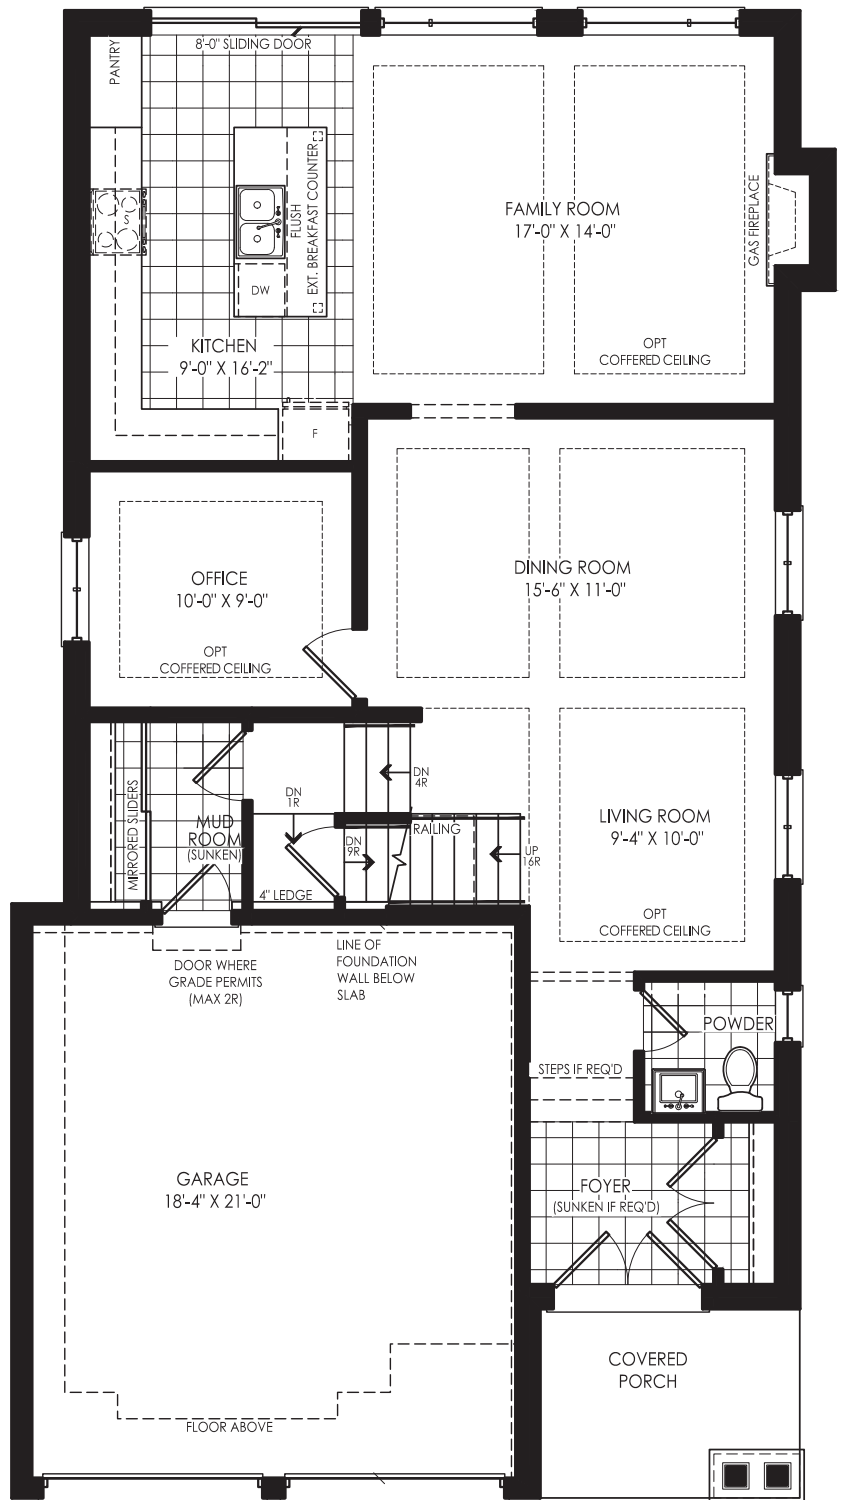 8'-0" SLIDING DOOR
PANTRY
S
FLUSH
EXT. BREAKFAST COUNTER
DW
KITCHEN
9'-0" X 16'-2"
F
FAMILY ROOM
17'-0" X 14'-0"
GAS FIREPLACE
OPT
COFFERED CEILING
OFFICE
10'-0" X 9'-0"
OPT
COFFERED CEILING
DINING ROOM
15'-6" X 11'-0"
MIRRORED SLIDERS
MUD
ROOM
(SUNKEN)
DN
1R
DN
4R
DN
9R
RAILING
UP
16R
4" LEDGE
LIVING ROOM
9'-4" X 10'-0"
OPT
COFFERED CEILING
DOOR WHERE
GRADE PERMITS
(MAX 2R)
LINE OF
FOUNDATION
WALL BELOW
SLAB
POWDER
STEPS IF REQ'D
GARAGE
18'-4" X 21'-0"
FOYER
(SUNKEN IF REQ'D)
COVERED
PORCH
FLOOR ABOVE